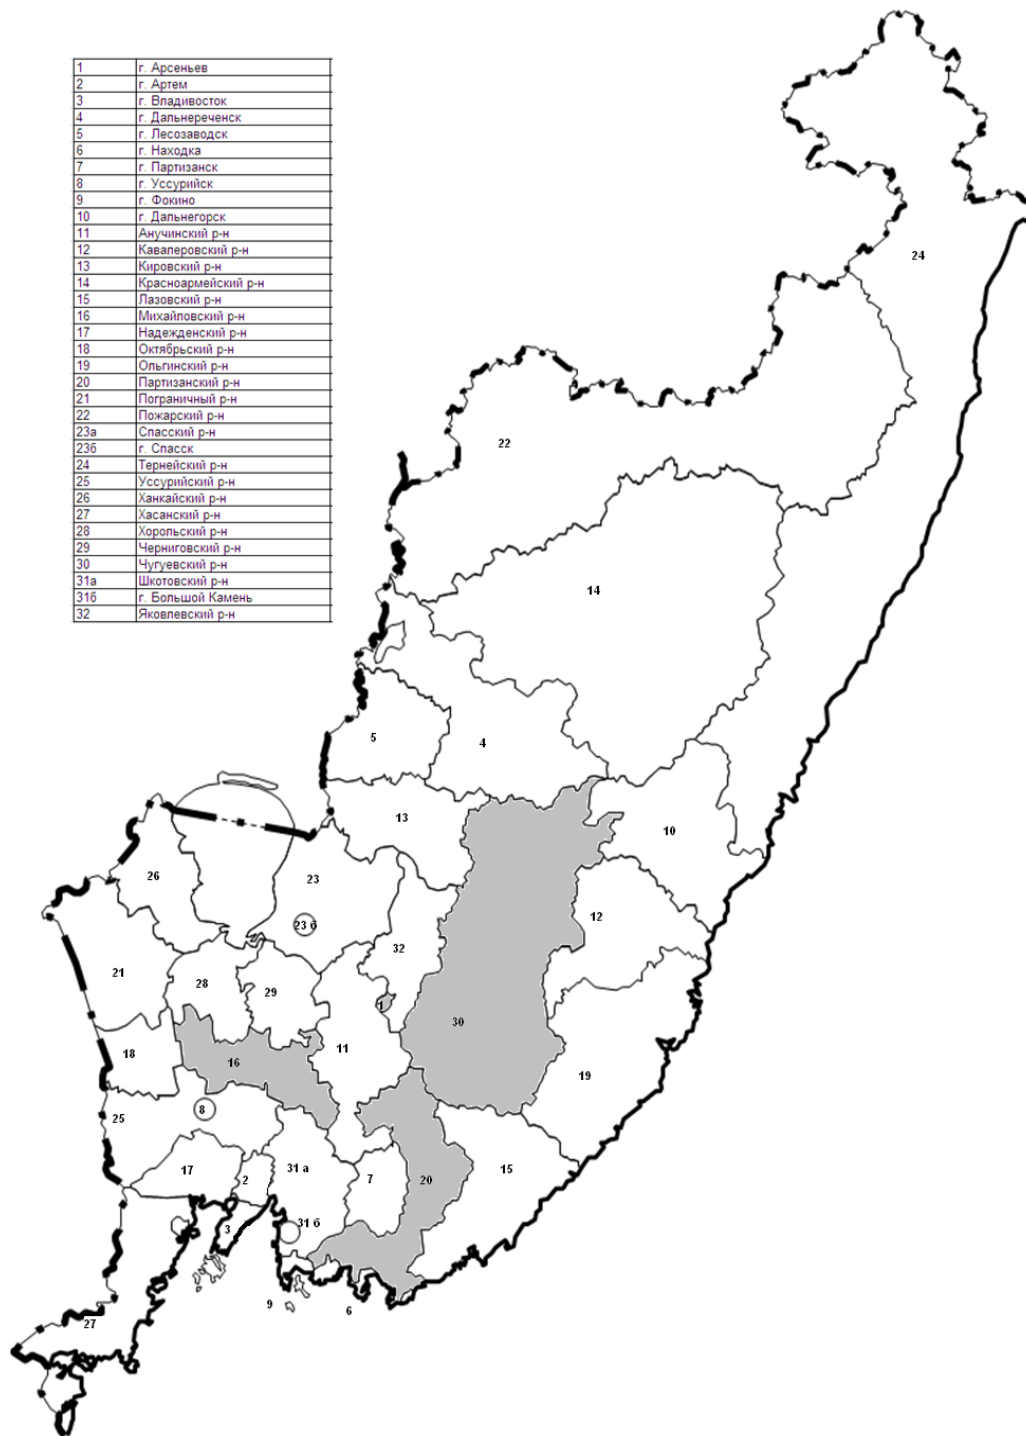 1 г. Арсеньев
2 г. Артем
3 г. Владивосток
4 г. Дальнереченск
5 г. Лесозаводск
6 г. Находка
7 г. Партизанск
8 г. Уссурийск
9 г. Фокино
10 г. Дальнегорск
11 Анучинский р-н
12 Кавалеровский р-н
13 Кировский р-н
14 Красноармейский р-н
15 Лазовский р-н
16 Михайловский р-н
17 Надежденский р-н
18 Октябрьский р-н
19 Ольгинский р-н
20 Партизанский р-н
21 Пограничный р-н
22 Пожарский р-н
23а Спасский р-н
23б г. Спасск
24 Тернейский р-н
25 Уссурийский р-н
26 Ханкайский р-н
27 Хасанский р-н
28 Хорольский р-н
29 Черниговский р-н
30 Чугуевский р-н
31а Шкотовский р-н
31б г. Большой Камень
32 Яковлевский р-н
24
22
14
5
4
13
10
26
23
23 б
12
32
21
28
29
1
30
11
16
18
19
8
25
31 а
17
2
7
20
15
3
31 б
9
6
27